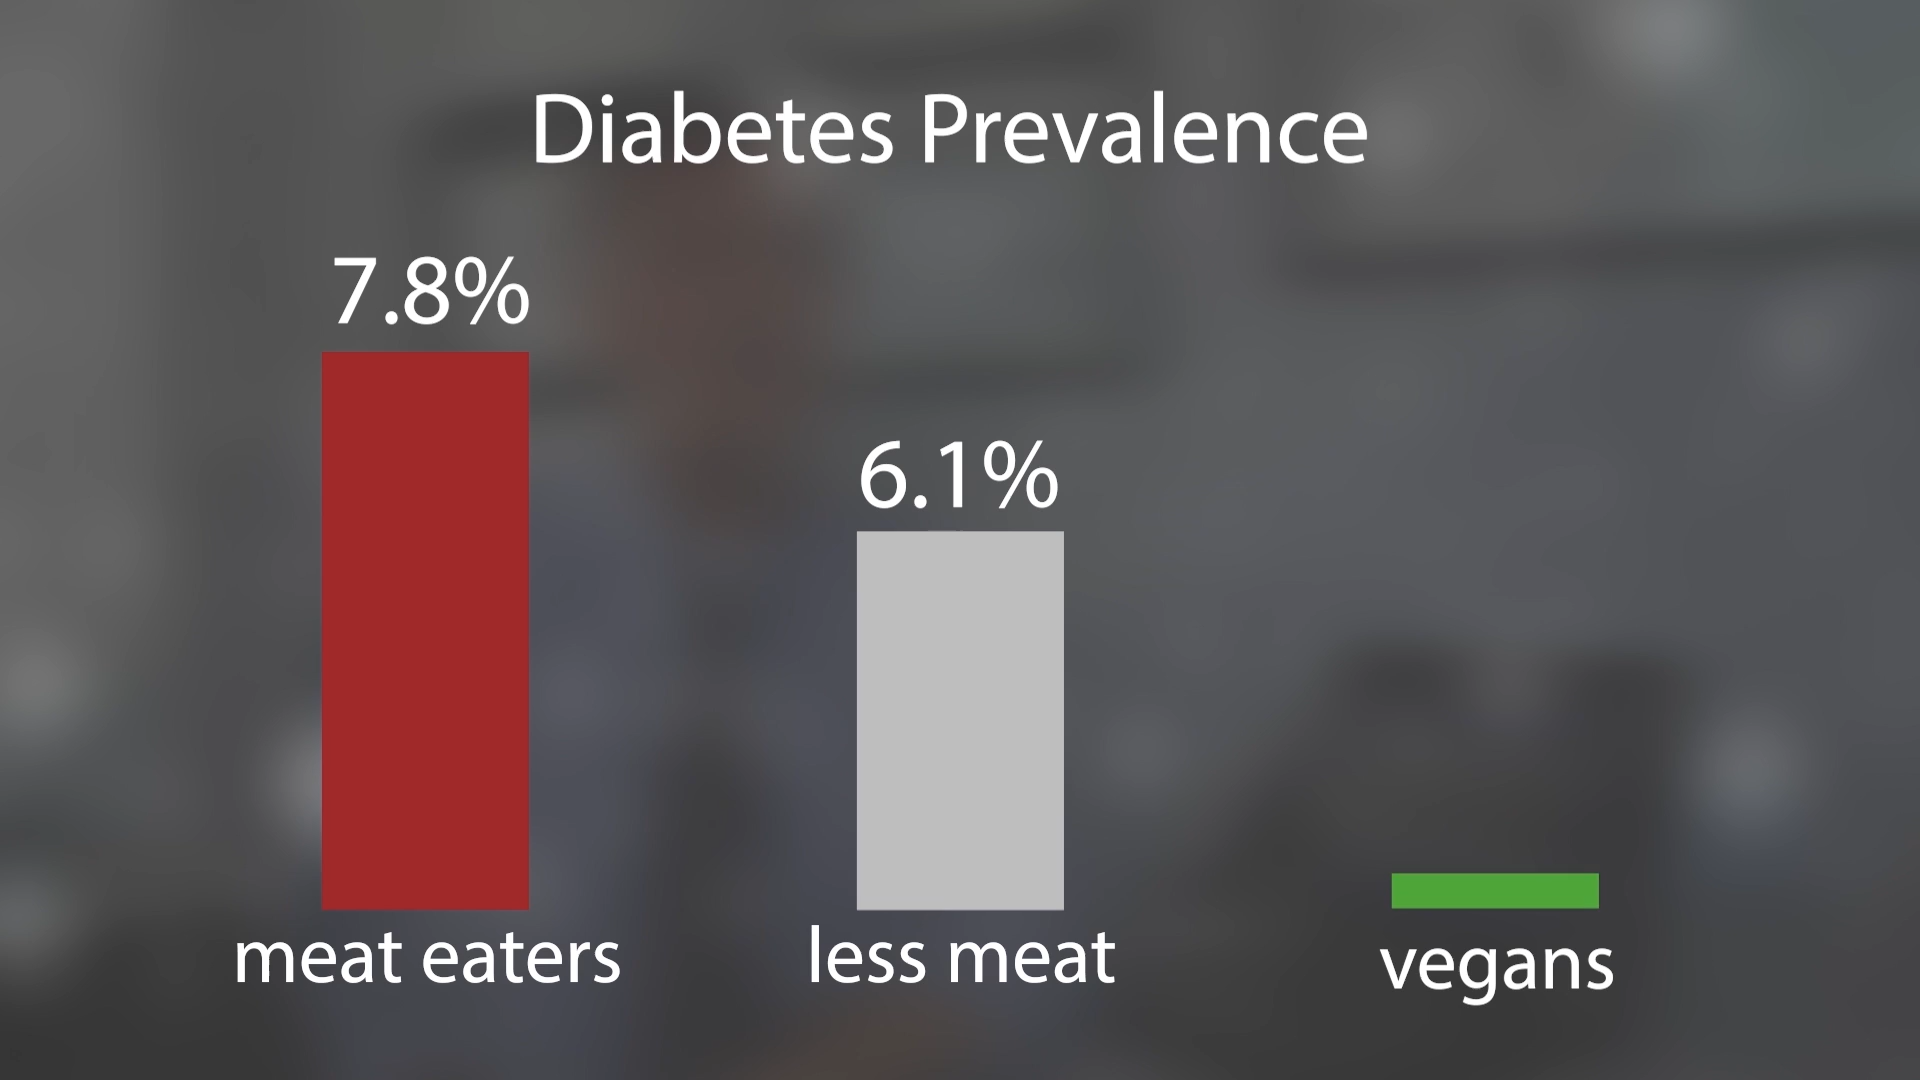 Diabetes Prevalence
7.8%
6.1%
meat eaters
less meat
vegans